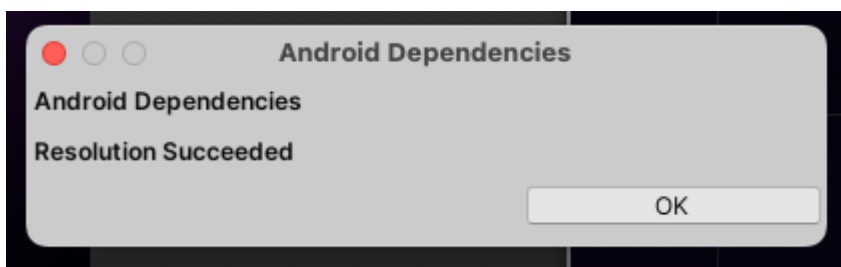 Android Dependencies
Android Dependencies
Resolution Succeeded
OK